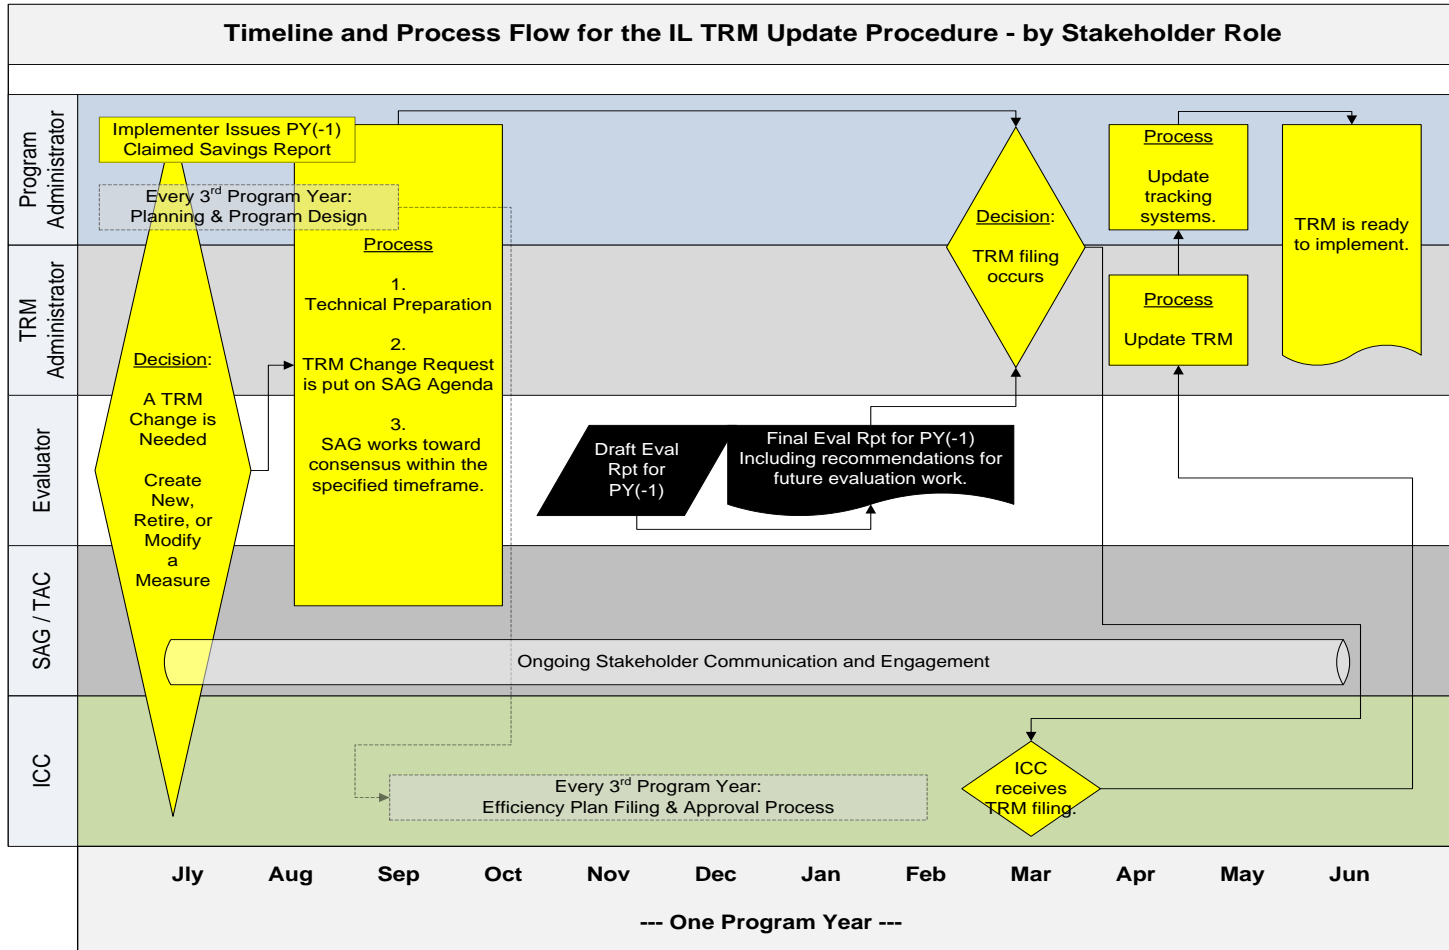 Timeline and Process Flow for the IL TRM Update Procedure - by Stakeholder Role
Program
Administrator
Implementer Issues PY(-1)
Claimed Savings Report
Every 3rd Program Year:
Planning & Program Design
TRM
Administrator
Evaluator
SAG / TAC
ICC
Decision:
A TRM
Change is
Needed
Create
New,
Retire, or
Modify
a
Measure
Process
1.
Technical Preparation
2.
TRM Change Request
is put on SAG Agenda
3.
SAG works toward
consensus within the
specified timeframe.
Draft Eval
Rpt for
PY(-1)
Final Eval Rpt for PY(-1)
Including recommendations for
future evaluation work.
Decision:
TRM filing
occurs
Process
Update
tracking
systems.
Process
Update TRM
TRM is ready
to implement.
Ongoing Stakeholder Communication and Engagement
Every 3rd Program Year:
Efficiency Plan Filing & Approval Process
ICC
receives
TRM filing.
Jly Aug Sep Oct Nov Dec Jan Feb Mar Apr May Jun
--- One Program Year ---